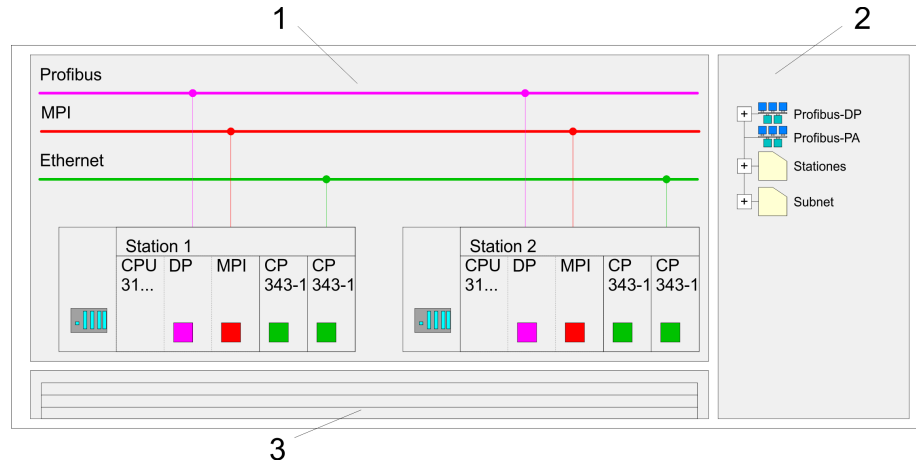 1
2
Profibus
MPI
Ethernet
Profibus-DP
Profibus-PA
Stationes
Subnet
Station 1
CPU 31...
DP
MPI
CP 343-1
CP 343-1
Station 2
CPU 31...
DP
MPI
CP 343-1
CP 343-1
3